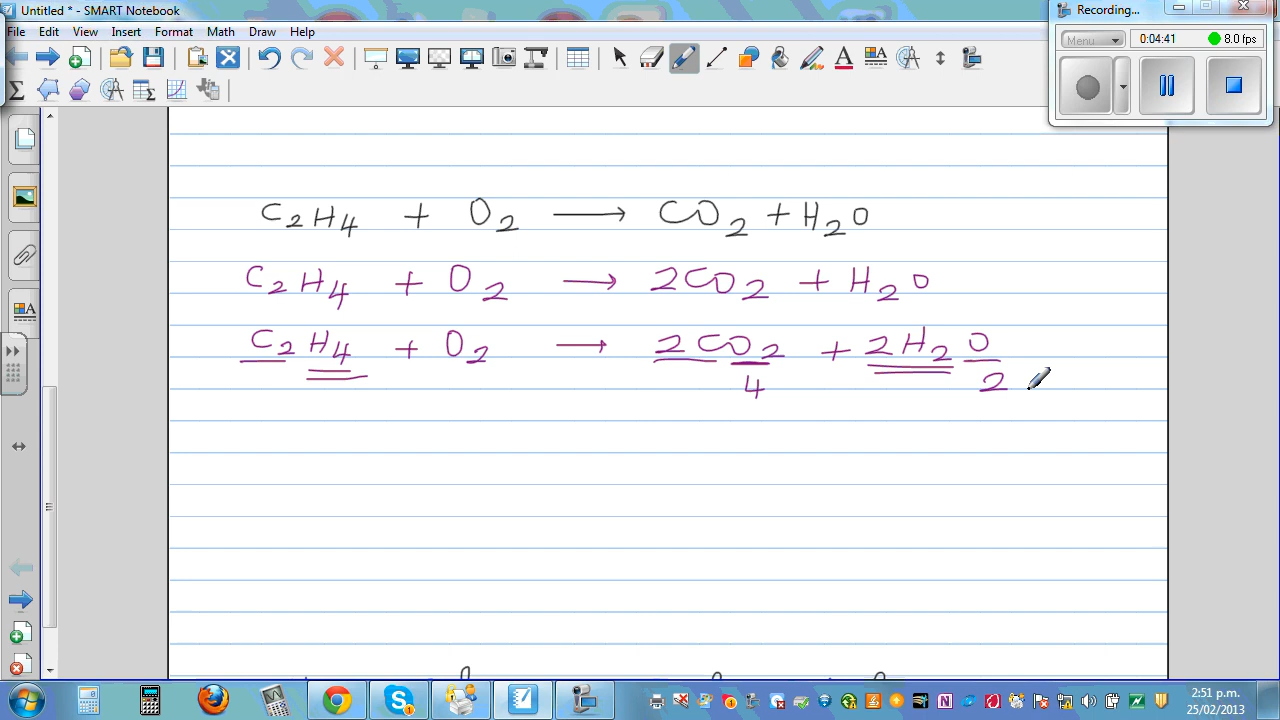 Untitled * - SMART Notebook
Recording...
File Edit View Insert Format Math Draw Help
Menu
0:04:41
8.0 fps
C₂H₄ + O₂ → CO₂ + H₂O
C₂H₄ + O₂ → 2CO₂ + H₂O
C₂H₄ + O₂ → 2CO₂ + 2H₂O
4 2
2:51 p.m.
25/02/2013